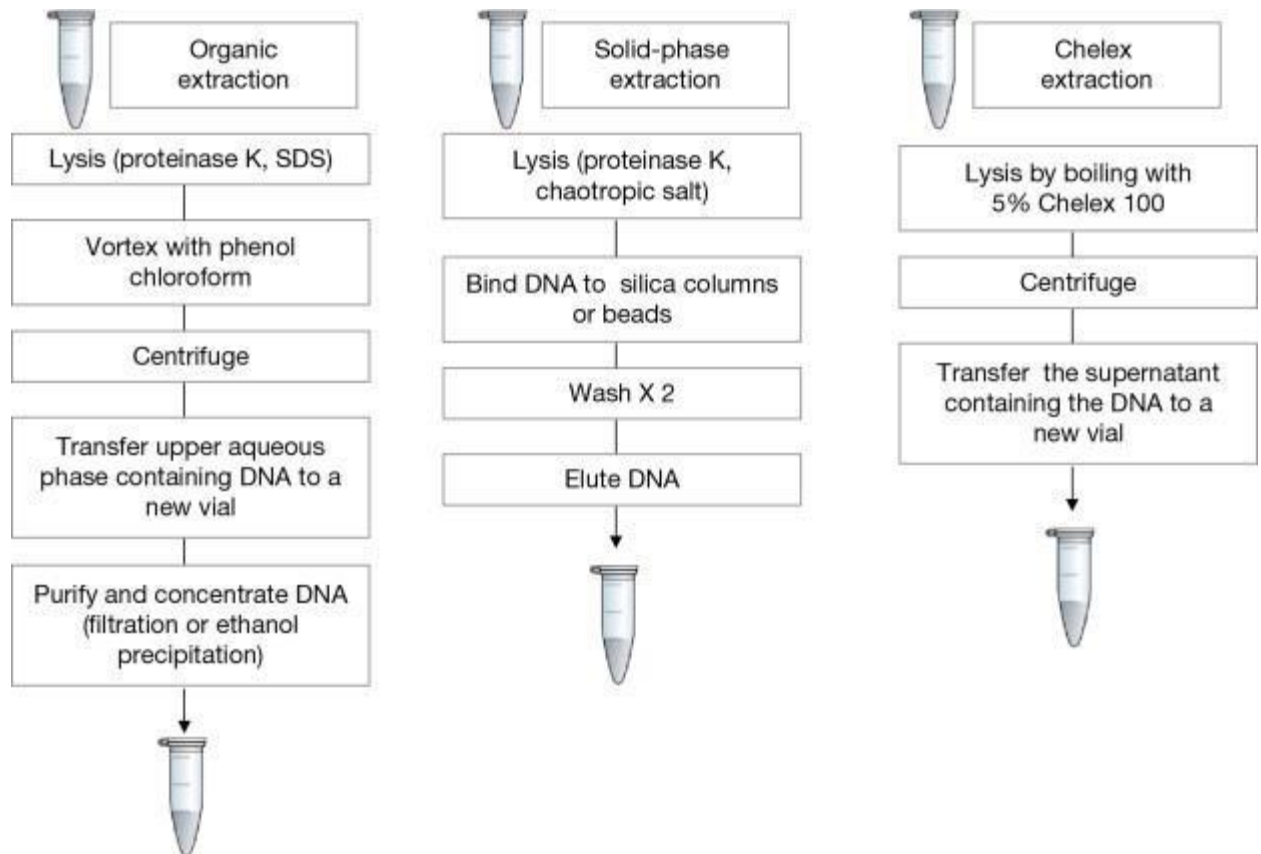 Organic
extraction
Lysis (proteinase K, SDS)
Vortex with phenol
chloroform
Centrifuge
Transfer upper aqueous
phase containing DNA to a
new vial
Purify and concentrate DNA
(filtration or ethanol
precipitation)
Solid-phase
extraction
Lysis (proteinase K,
chaotropic salt)
Bind DNA to silica columns
or beads
Wash X 2
Elute DNA
Chelex
extraction
Lysis by boiling with
5% Chelex 100
Centrifuge
Transfer the supernatant
containing the DNA to a
new vial